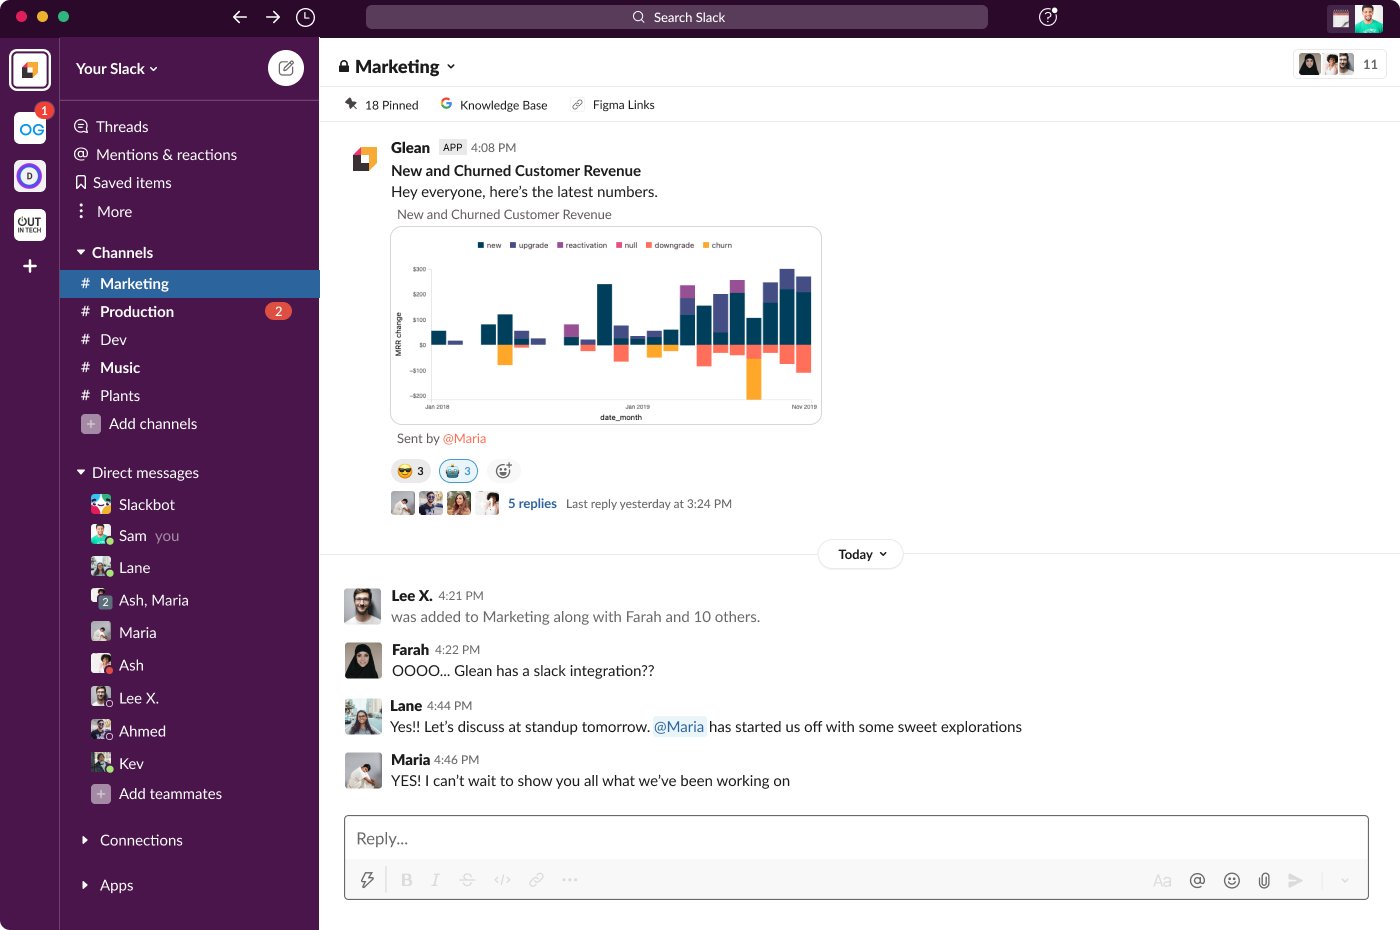 Search Slack
Your Slack
1
OG
D
OUT
IN TECH
Threads
Mentions & reactions
Saved items
More
Channels
# Marketing
# Production 2
# Dev
# Music
# Plants
+ Add channels
Direct messages
Slackbot
Sam you
Lane
2 Ash, Maria
Maria
Ash
Lee X.
Ahmed
Kev
+ Add teammates
Connections
Apps
Marketing
11
18 Pinned
Knowledge Base
Figma Links
Glean APP 4:08 PM
New and Churned Customer Revenue
Hey everyone, here’s the latest numbers.
New and Churned Customer Revenue
new upgrade reactivation null downgrade churn
$300
$200
$100
$0
−$100
−$200
MRR change
Jan 2018 Jan 2019 Nov 2019
date_month
Sent by @Maria
3 3
5 replies Last reply yesterday at 3:24 PM
Today
Lee X. 4:21 PM
was added to Marketing along with Farah and 10 others.
Farah 4:22 PM
OOOO... Glean has a slack integration??
Lane 4:44 PM
Yes!! Let’s discuss at standup tomorrow. @Maria has started us off with some sweet explorations
Maria 4:46 PM
YES! I can’t wait to show you all what we’ve been working on
Reply...
B I S </> Aa @